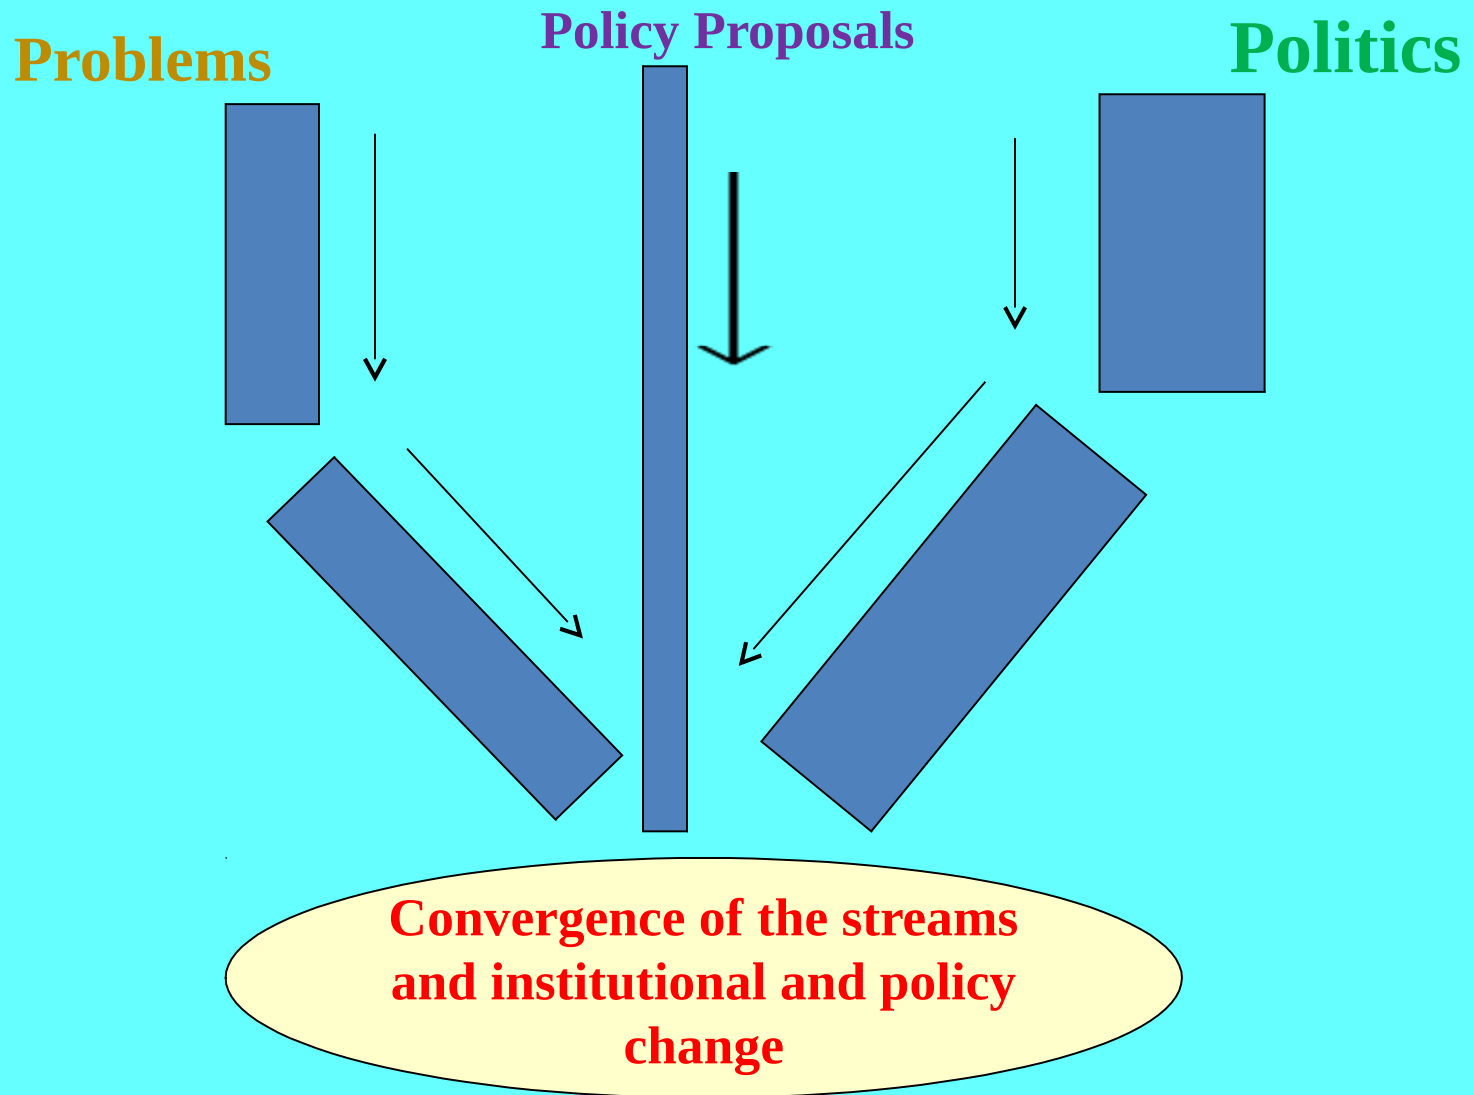 Problems
Policy Proposals
Politics
Convergence of the streams
and institutional and policy
change